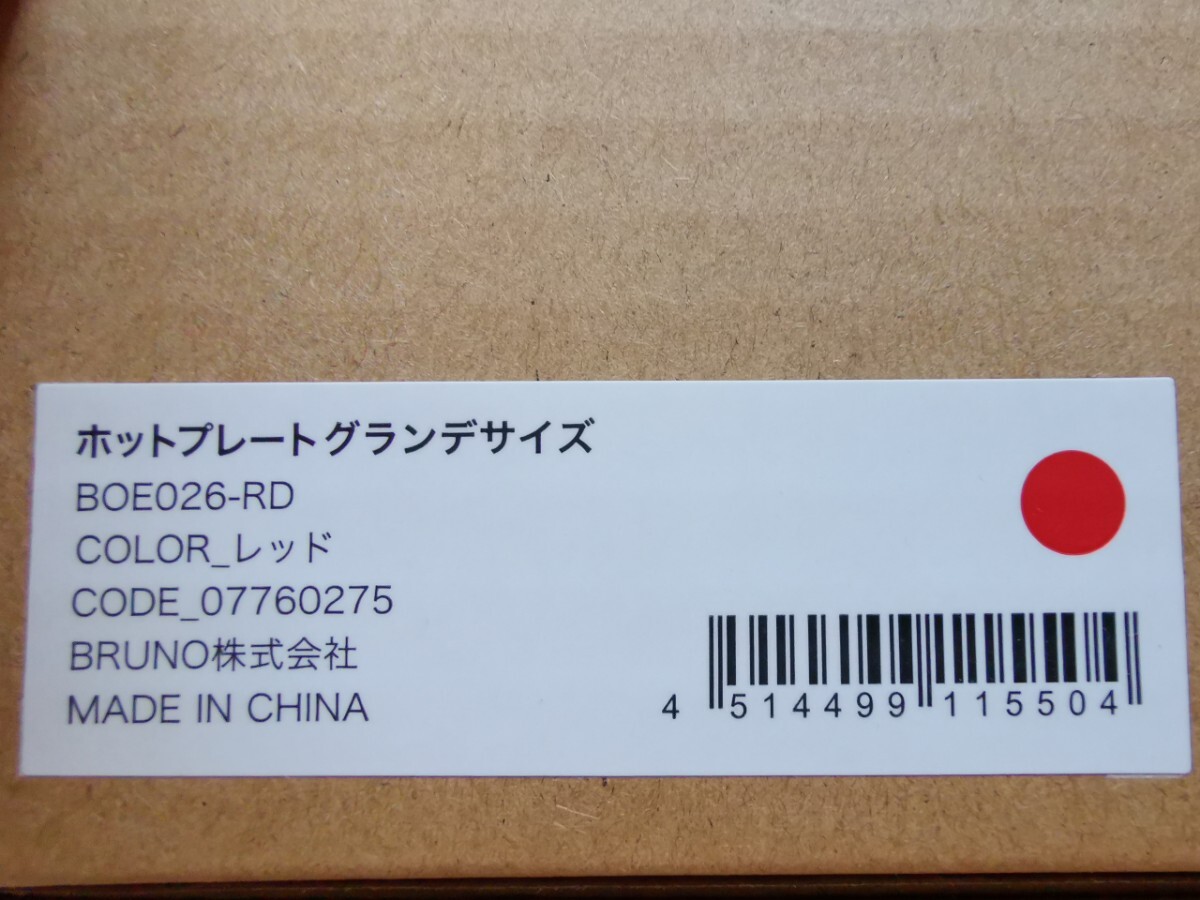 ホットプレートグランデサイズ
BOE026-RD
COLOR_レッド
CODE_07760275
BRUNO株式会社
MADE IN CHINA
4 514499 115504